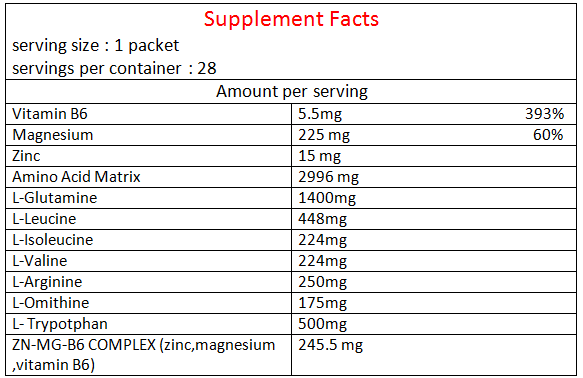 Supplement Facts
serving size : 1 packet
servings per container : 28
Amount per serving
Vitamin B6 5.5mg 393%
Magnesium 225 mg 60%
Zinc 15 mg
Amino Acid Matrix 2996 mg
L-Glutamine 1400mg
L-Leucine 448mg
L-Isoleucine 224mg
L-Valine 224mg
L-Arginine 250mg
L-Omithine 175mg
L- Trypotphan 500mg
ZN-MG-B6 COMPLEX (zinc,magnesium 245.5 mg
,vitamin B6)